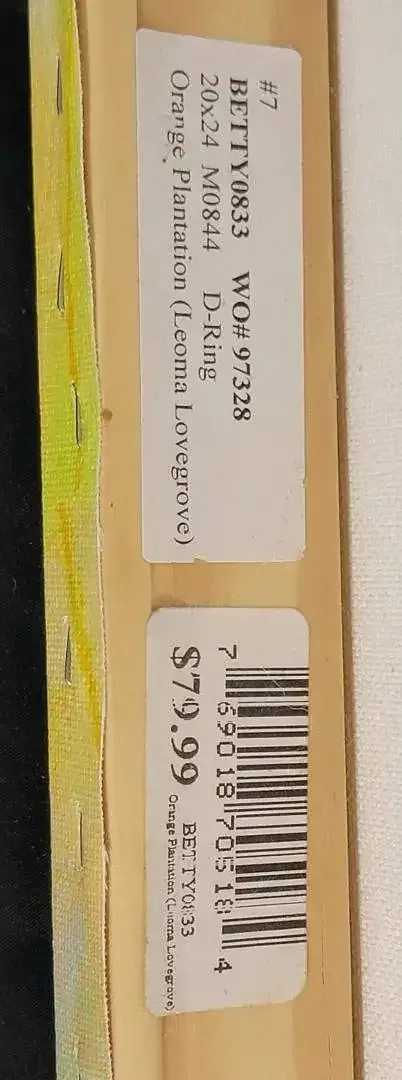 #7
BETTY0833 WO# 97328
20x24 M0844 D-Ring
Orange Plantation (Leoma Lovegrove)
7 69018 70518 4
$79.99
BETTY0833
Orange Plantation (Leoma Lovegrove)